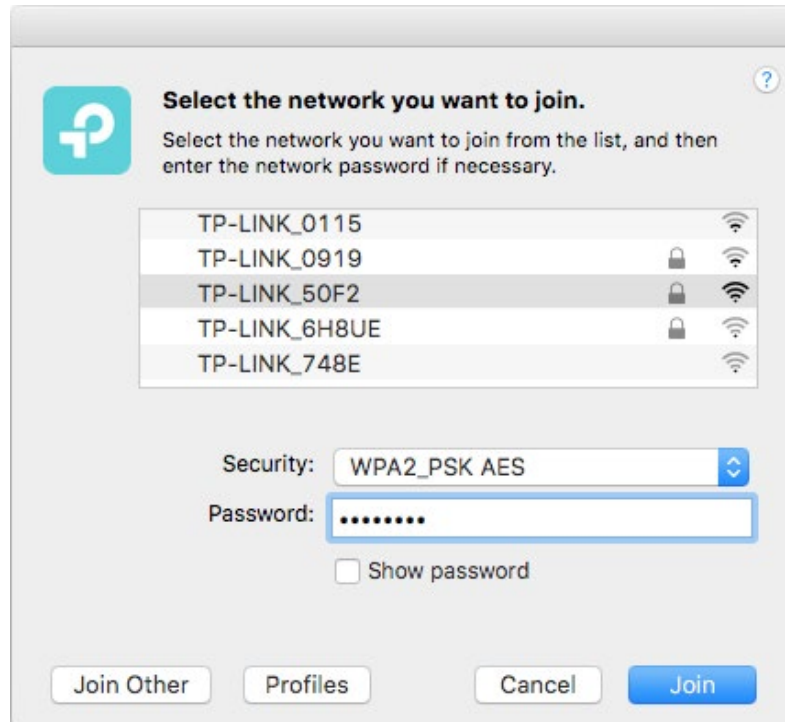 ?
Select the network you want to join.
Select the network you want to join from the list, and then
enter the network password if necessary.
TP-LINK_0115
TP-LINK_0919
TP-LINK_50F2
TP-LINK_6H8UE
TP-LINK_748E
Security: WPA2_PSK AES
Password: ••••••••
Show password
Join Other Profiles Cancel Join